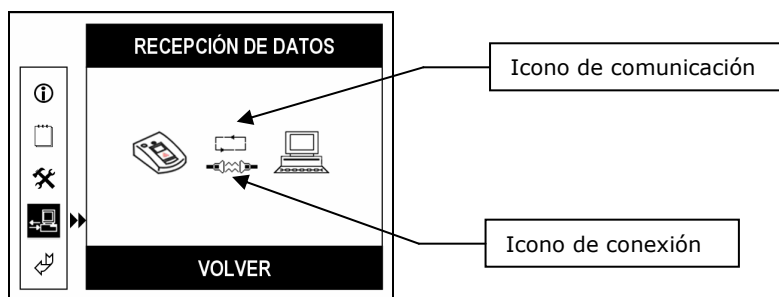 RECEPCIÓN DE DATOS
Icono de comunicación
Icono de conexión
VOLVER